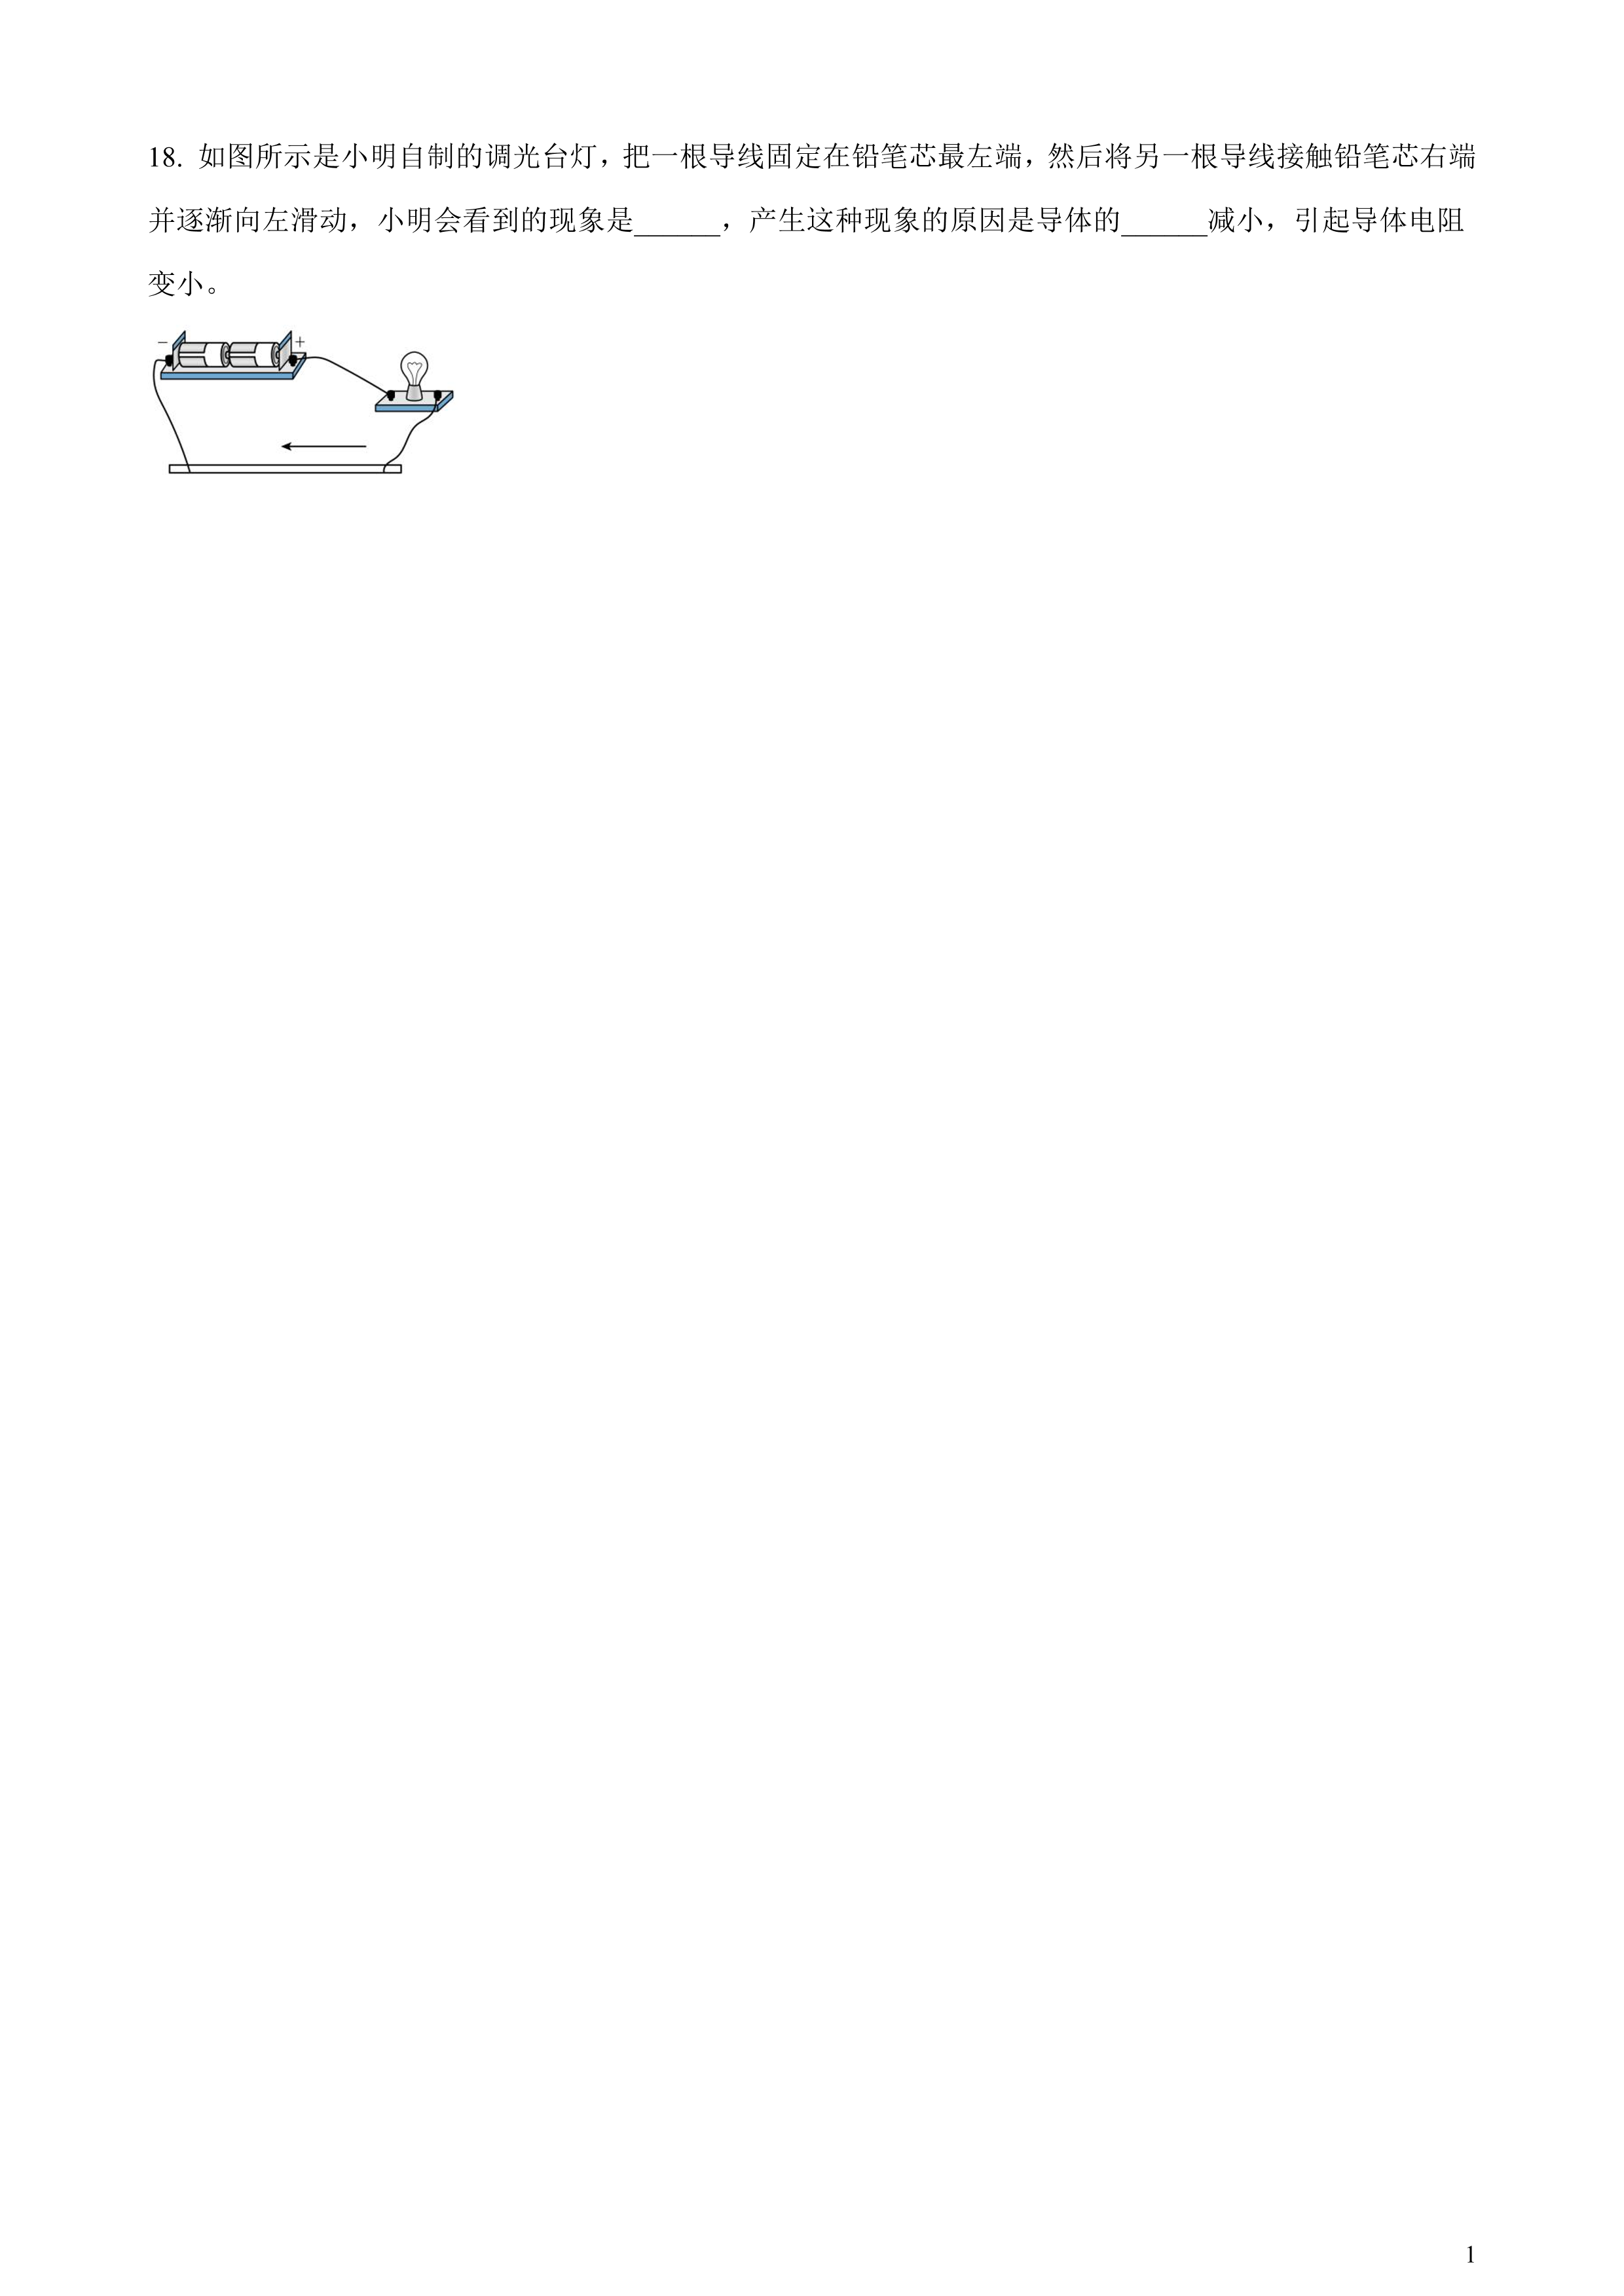 18. 如图所示是小明自制的调光台灯，把一根导线固定在铅笔芯最左端，然后将另一根导线接触铅笔芯右端
并逐渐向左滑动，小明会看到的现象是______，产生这种现象的原因是导体的______减小，引起导体电阻
变小。
− +
1